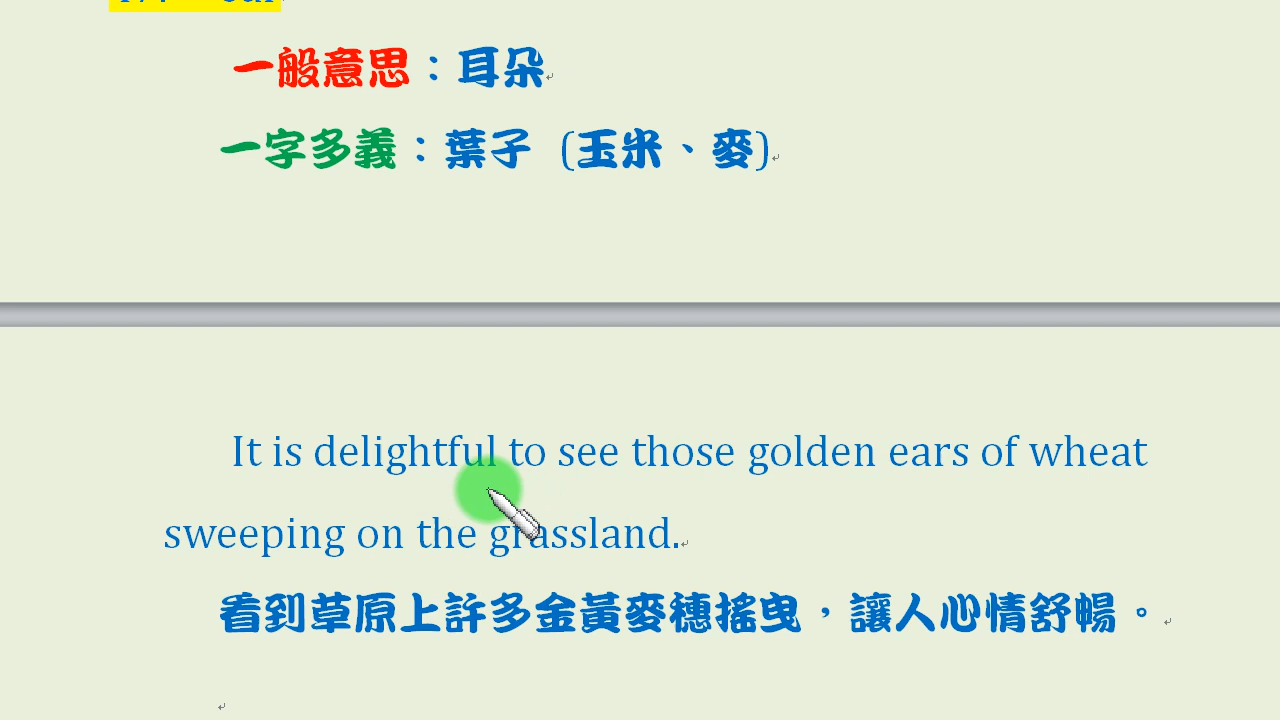 一般意思：耳朵
一字多義：葉子 (玉米、麥)
It is delightful to see those golden ears of wheat
sweeping on the grassland.
看到草原上許多金黃麥穗搖曳，讓人心情舒暢。